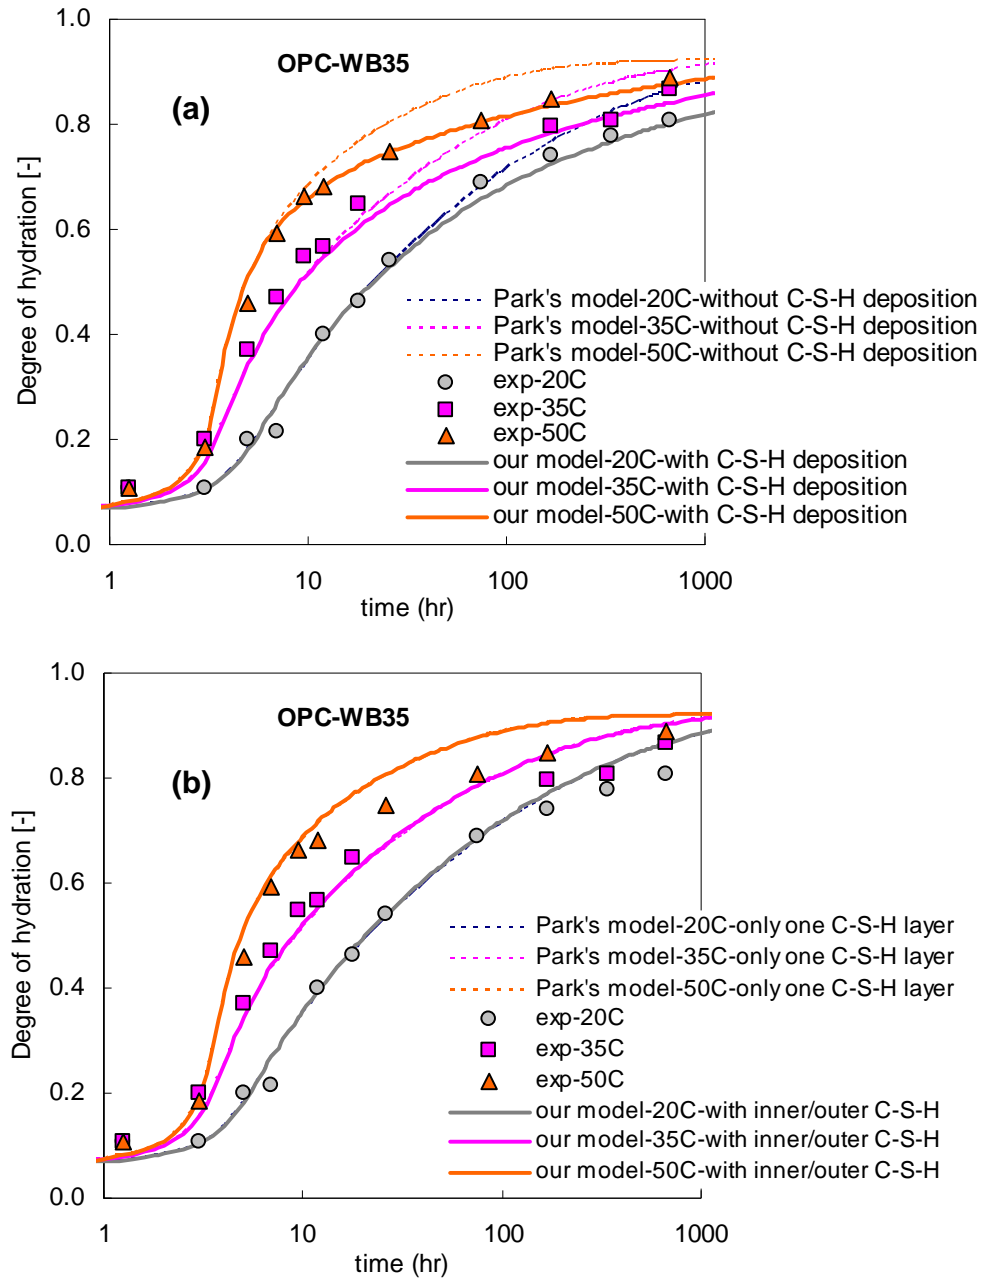 1.0
OPC-WB35
(a)
0.8
0.6
Degree of hydration [-]
Park's model-20C-without C-S-H deposition
Park's model-35C-without C-S-H deposition
0.4
Park's model-50C-without C-S-H deposition
exp-20C
exp-35C
exp-50C
0.2
our model-20C-with C-S-H deposition
our model-35C-with C-S-H deposition
our model-50C-with C-S-H deposition
0.0
1 10 100 1000
time (hr)
1.0
OPC-WB35
0.8
(b)
0.6
Degree of hydration [-]
Park's model-20C-only one C-S-H layer
Park's model-35C-only one C-S-H layer
0.4
Park's model-50C-only one C-S-H layer
exp-20C
exp-35C
exp-50C
0.2
our model-20C-with inner/outer C-S-H
our model-35C-with inner/outer C-S-H
our model-50C-with inner/outer C-S-H
0.0
1 10 100 1000
time (hr)